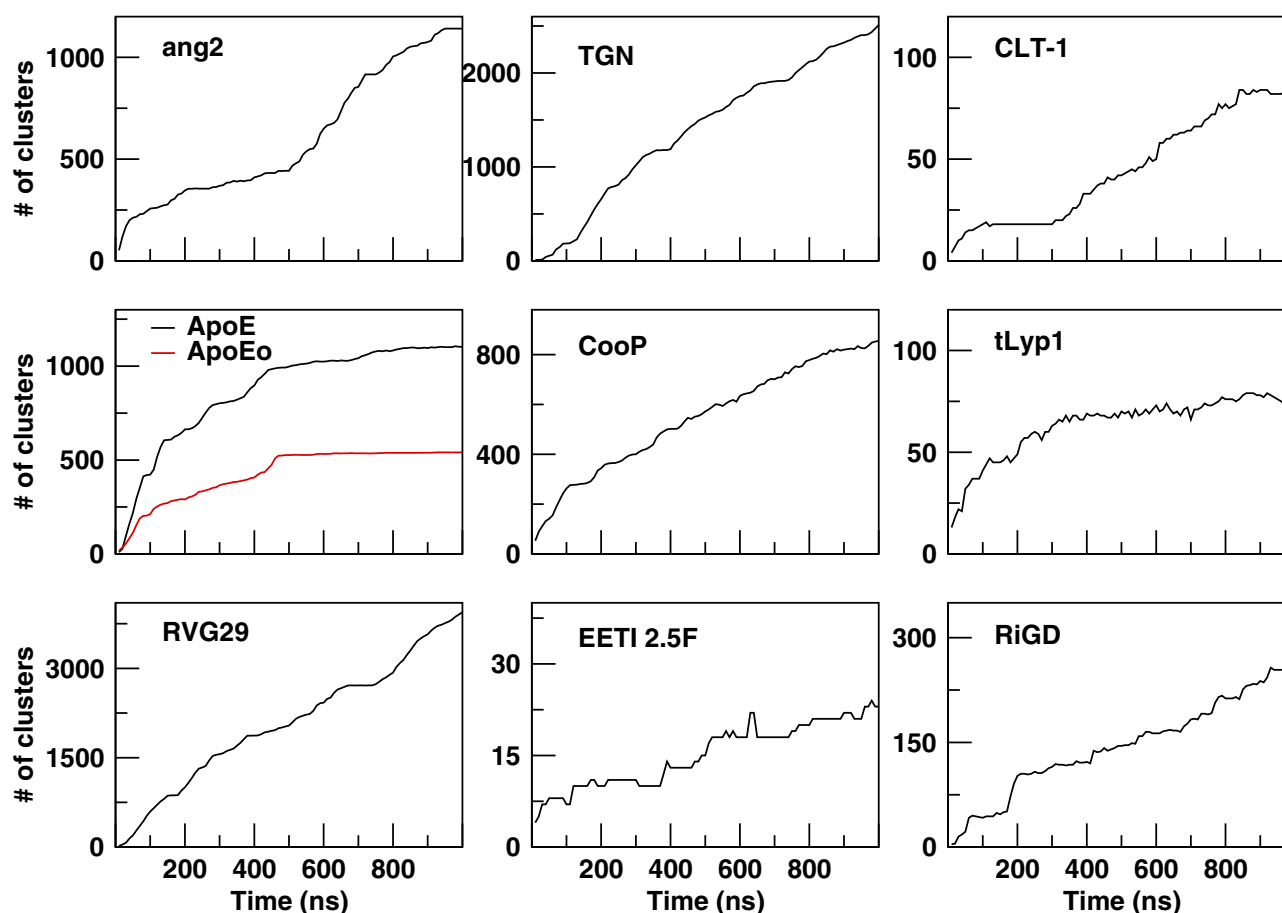 ang2
TGN
CLT-1
# of clusters
1000
500
0
2000
1000
0
100
50
0
ApoE
ApoEo
CooP
tLyp1
# of clusters
1000
500
0
800
400
0
100
50
0
RVG29
EETI 2.5F
RiGD
# of clusters
3000
1500
0
30
15
0
300
150
0
200 400 600 800
200 400 600 800
200 400 600 800
Time (ns)
Time (ns)
Time (ns)